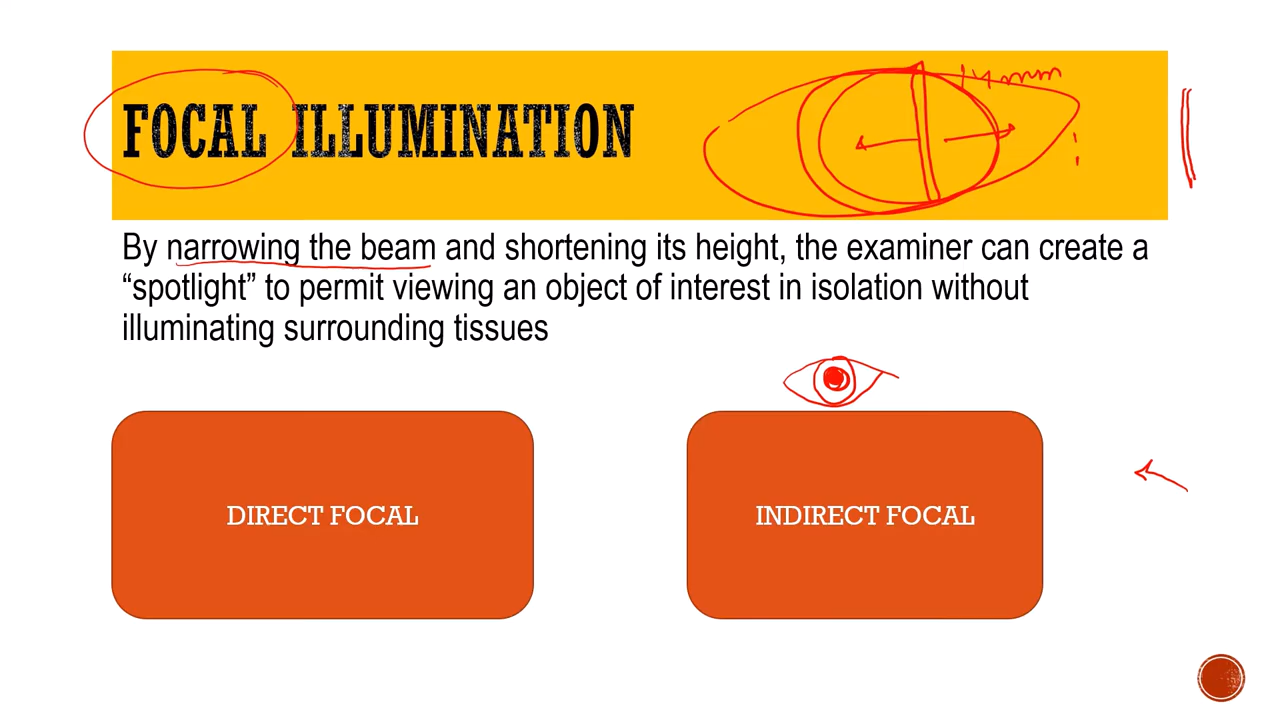 FOCAL ILLUMINATION
14mm
By narrowing the beam and shortening its height, the examiner can create a
“spotlight” to permit viewing an object of interest in isolation without
illuminating surrounding tissues
DIRECT FOCAL
INDIRECT FOCAL